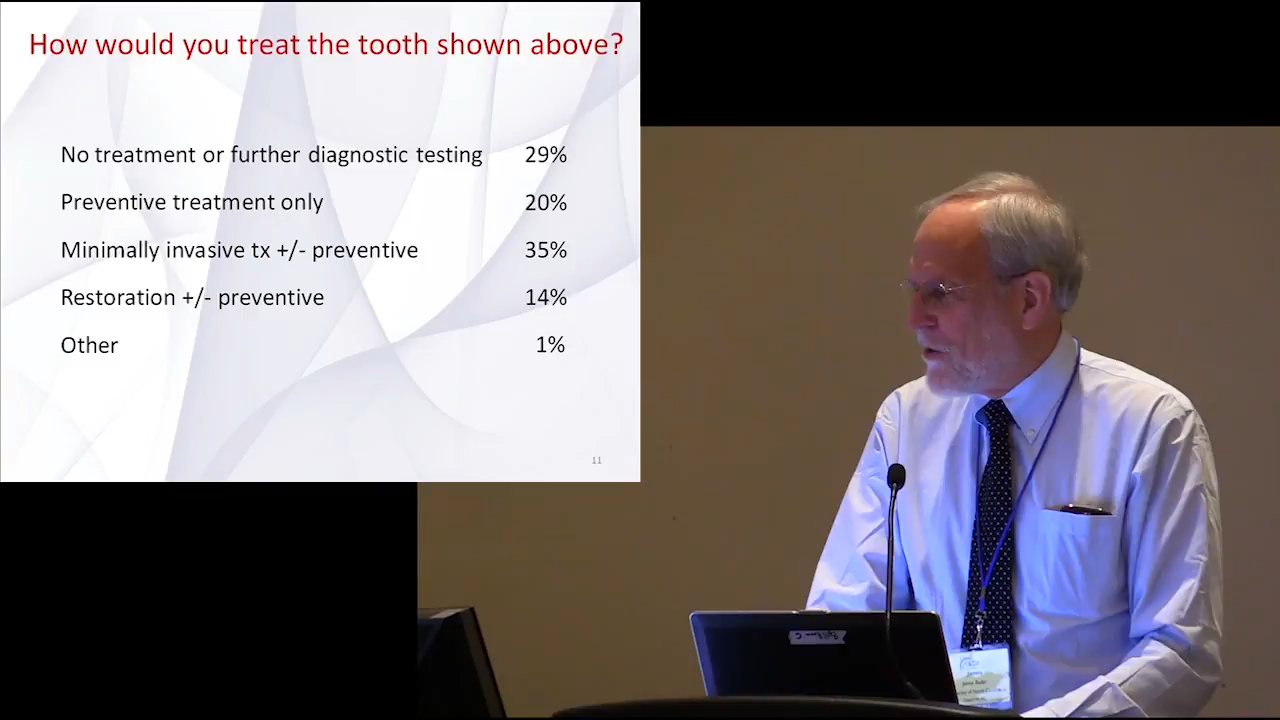 How would you treat the tooth shown above?
No treatment or further diagnostic testing 29%
Preventive treatment only 20%
Minimally invasive tx +/- preventive 35%
Restoration +/- preventive 14%
Other 1%
11